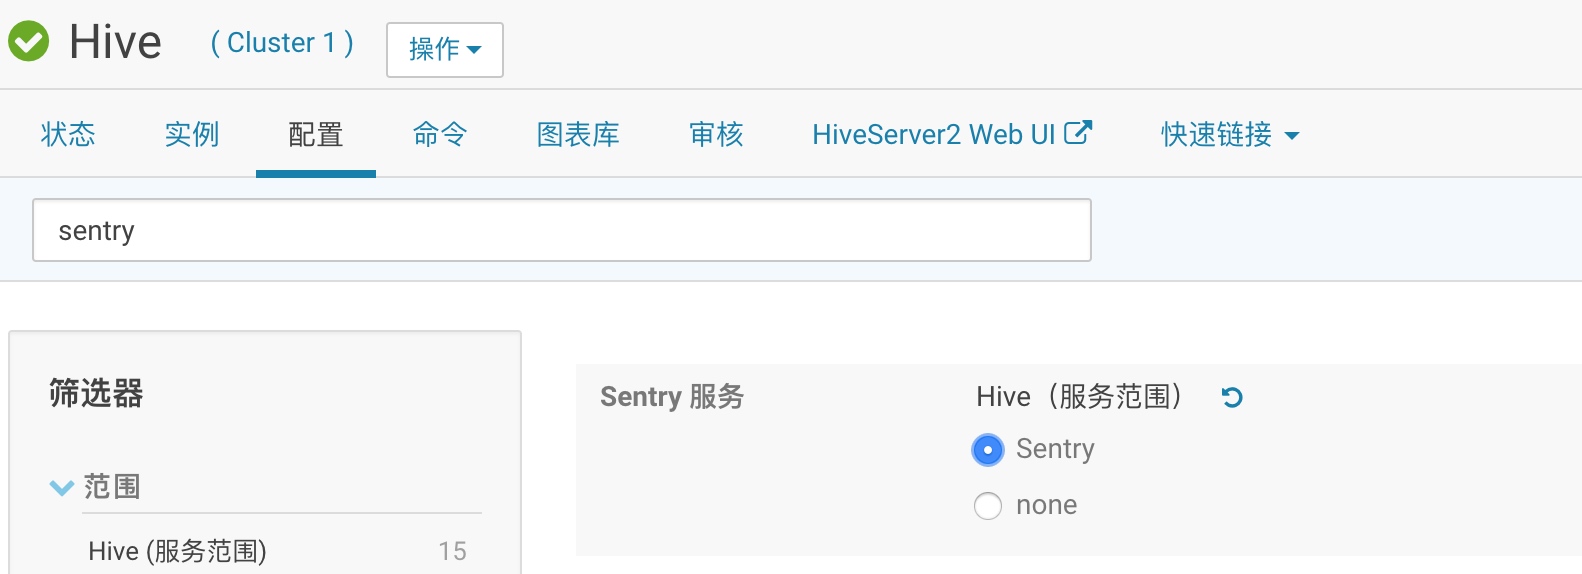 Hive ( Cluster 1 ) 操作
状态 实例 配置 命令 图表库 审核 HiveServer2 Web UI 快速链接
sentry
筛选器
范围
Hive (服务范围) 15
Sentry 服务 Hive（服务范围）
Sentry
none